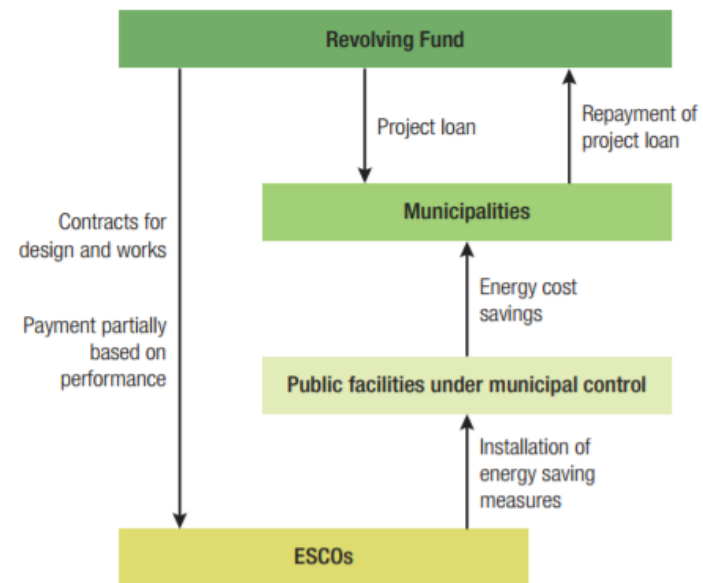 Revolving Fund
Project loan
Repayment of
project loan
Contracts for
design and works
Municipalities
Energy cost
savings
Payment partially
based on
performance
Public facilities under municipal control
Installation of
energy saving
measures
ESCOs